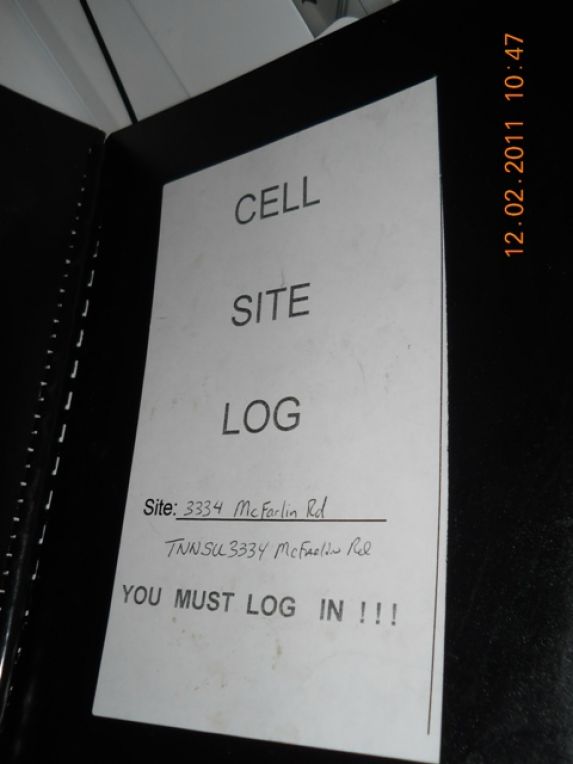 CELL
SITE
LOG
Site: 3334 McFarlin Rd
TNNSU3334 McFarlin Rd
YOU MUST LOG IN !!!
12.02.2011 10:47